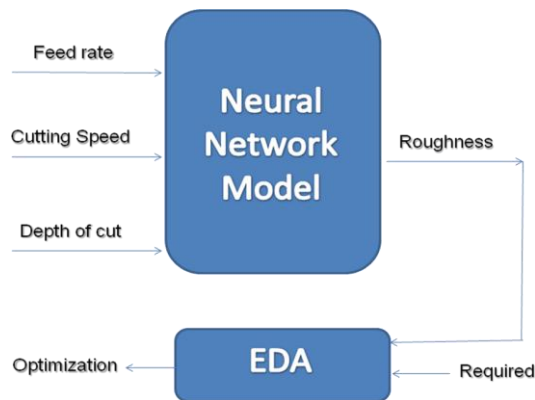 Feed rate
Cutting Speed
Depth of cut
Neural
Network
Model
Roughness
Optimization
EDA
Required